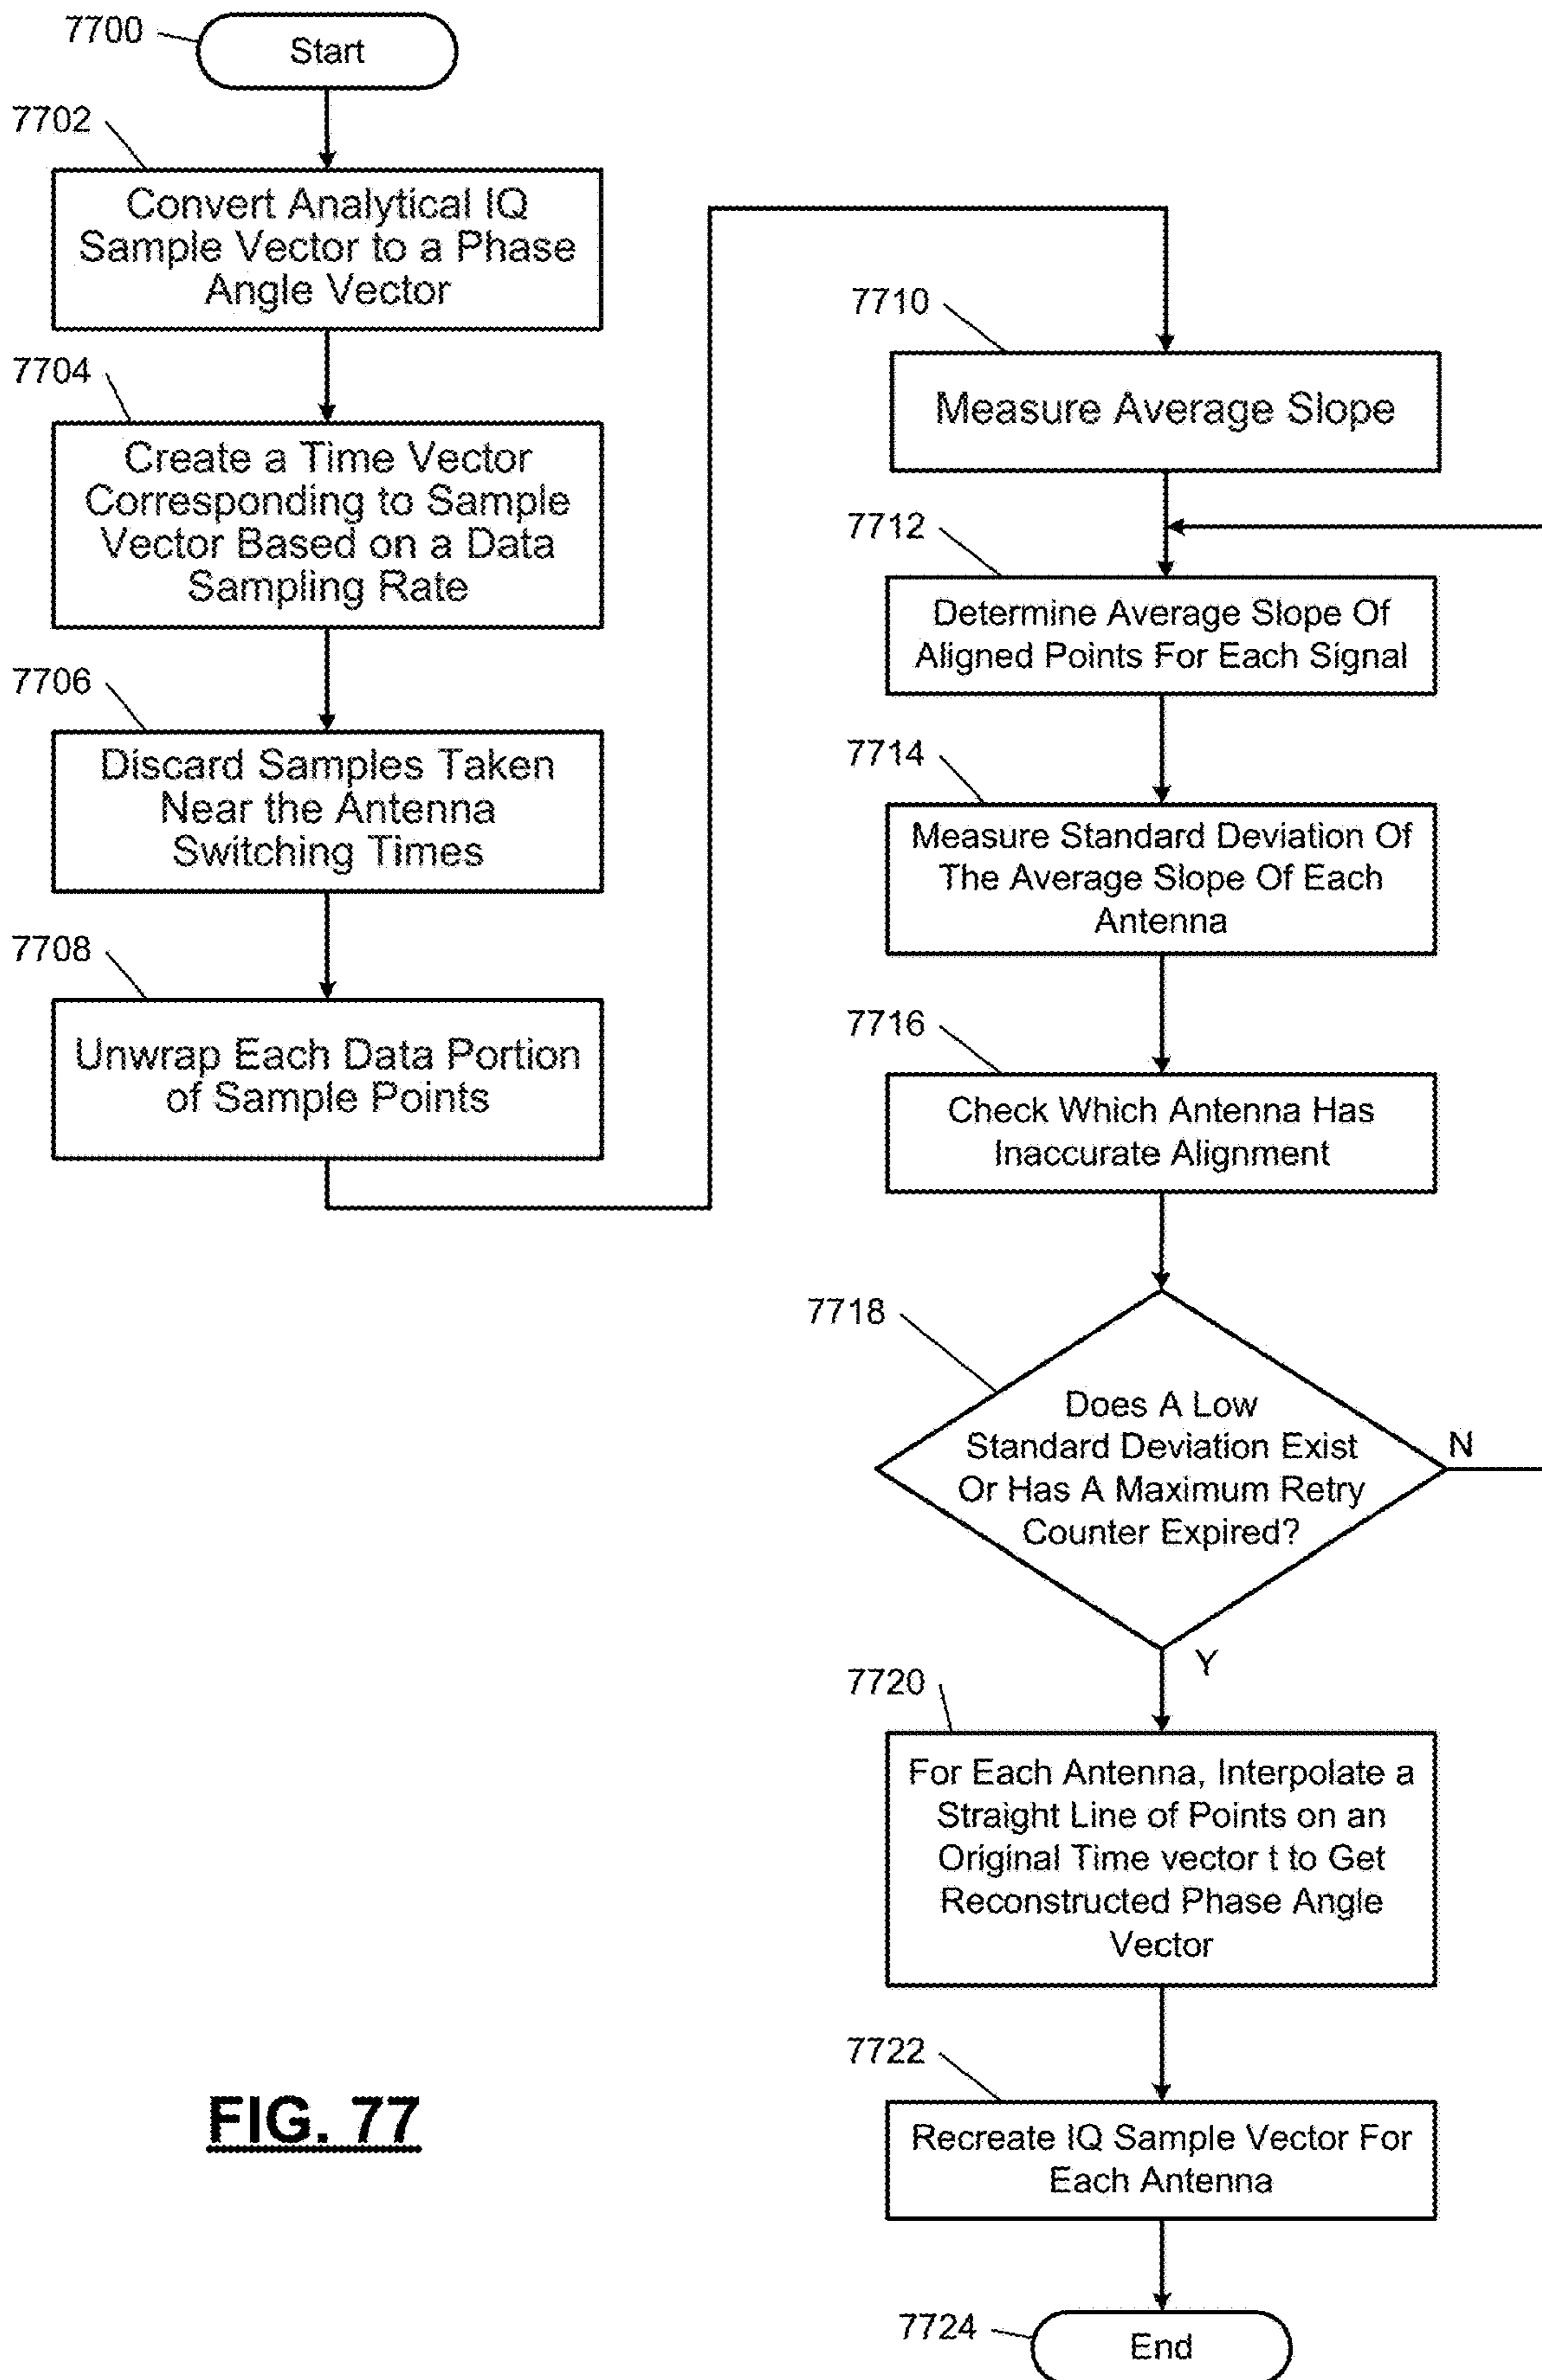 7700
Start
7702
Convert Analytical IQ
Sample Vector to a Phase
Angle Vector
7704
Create a Time Vector
Corresponding to Sample
Vector Based on a Data
Sampling Rate
7706
Discard Samples Taken
Near the Antenna
Switching Times
7708
Unwrap Each Data Portion
of Sample Points
7710
Measure Average Slope
7712
Determine Average Slope Of
Aligned Points For Each Signal
7714
Measure Standard Deviation Of
The Average Slope Of Each
Antenna
7716
Check Which Antenna Has
Inaccurate Alignment
7718
Does A Low
Standard Deviation Exist
Or Has A Maximum Retry
Counter Expired?
N
Y
7720
For Each Antenna, Interpolate a
Straight Line of Points on an
Original Time vector t to Get
Reconstructed Phase Angle
Vector
7722
Recreate IQ Sample Vector For
Each Antenna
7724
End
FIG. 77